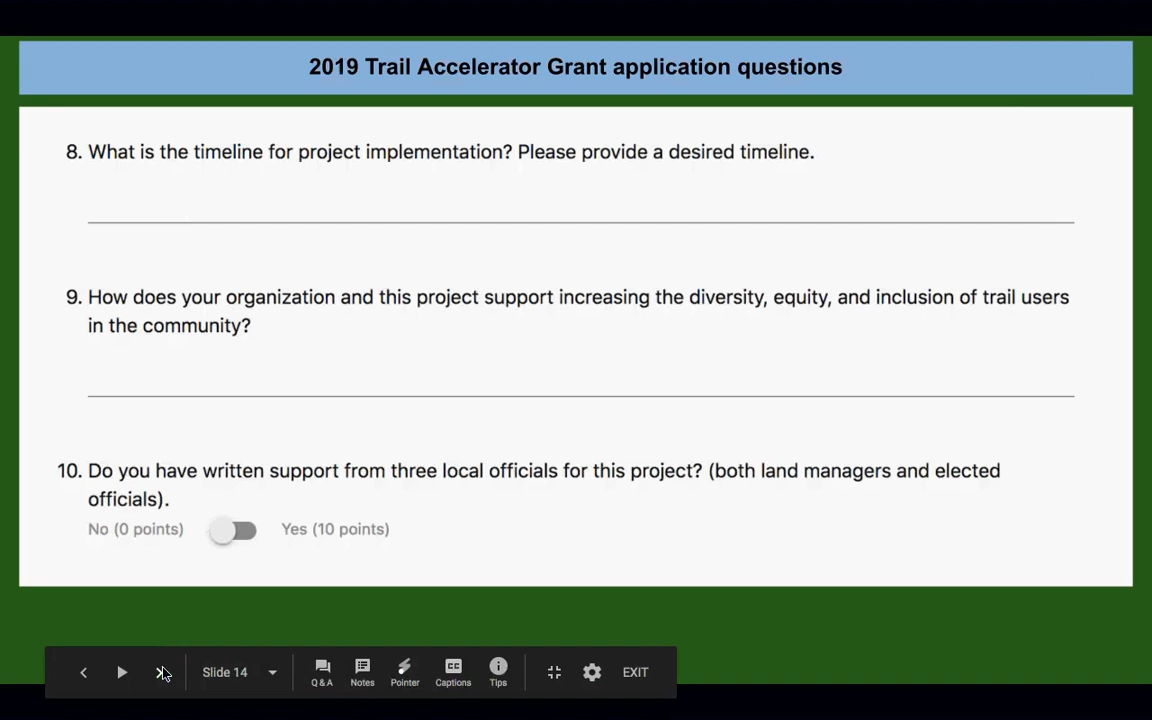 2019 Trail Accelerator Grant application questions
8. What is the timeline for project implementation? Please provide a desired timeline.
9. How does your organization and this project support increasing the diversity, equity, and inclusion of trail users
in the community?
10. Do you have written support from three local officials for this project? (both land managers and elected
officials).
No (0 points) Yes (10 points)
Slide 14 Q & A Notes Pointer CC Captions Tips EXIT